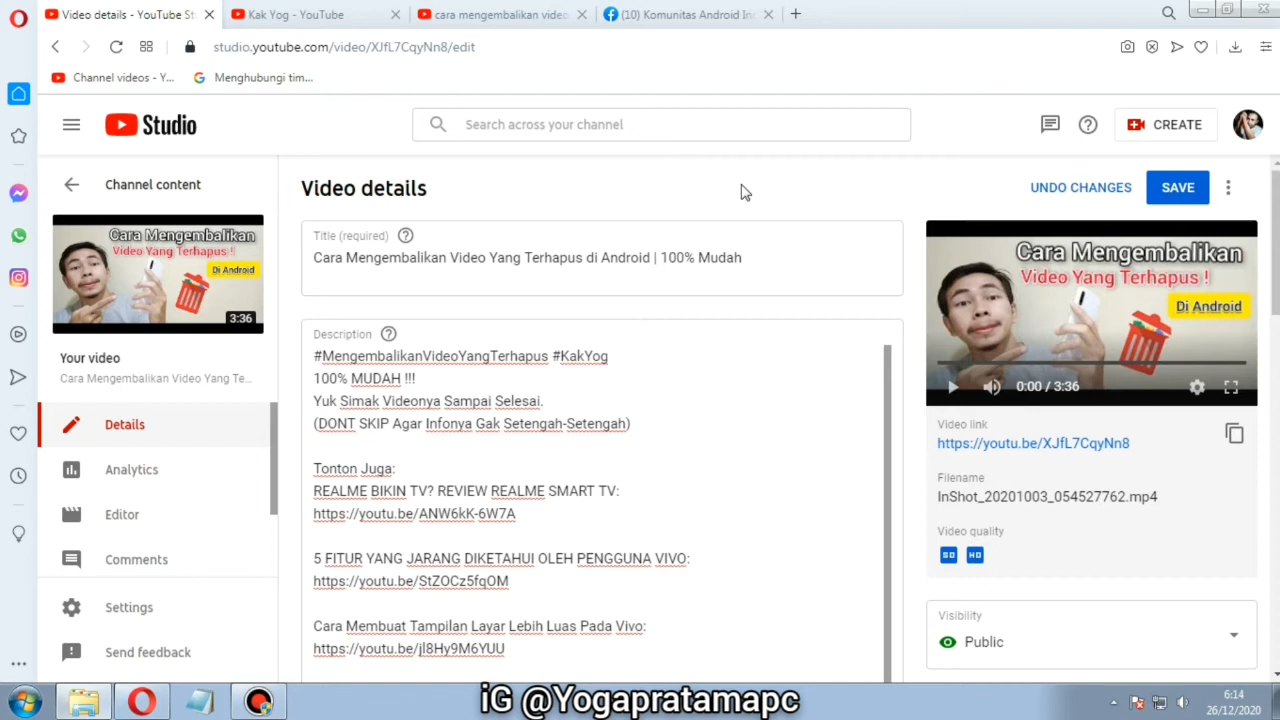 Video details - YouTube St
Kak Yog - YouTube
cara mengembalikan video
(10) Komunitas Android In
studio.youtube.com/video/XJfL7CqyNn8/edit
Channel videos - Y...
Menghubungi tim...
Studio
Search across your channel
CREATE
Channel content
Video details
UNDO CHANGES
SAVE
Cara Mengembalikan
Video Yang Terhapus !
Di Android
3:36
Title (required)
Cara Mengembalikan Video Yang Terhapus di Android | 100% Mudah
Cara Mengembalikan
Video Yang Terhapus !
Di Android
0:00 / 3:36
Your video
Cara Mengembalikan Video Yang Te...
Description
#MengembalikanVideoYangTerhapus #KakYog
100% MUDAH !!!
Yuk Simak Videonya Sampai Selesai.
(DONT SKIP Agar Infonya Gak Setengah-Setengah)
Tonton Juga:
REALME BIKIN TV? REVIEW REALME SMART TV:
https://youtu.be/ANW6kK-6W7A
5 FITUR YANG JARANG DIKETAHUI OLEH PENGGUNA VIVO:
https://youtu.be/StZOCz5fqOM
Cara Membuat Tampilan Layar Lebih Luas Pada Vivo:
https://youtu.be/jl8Hy9M6YUU
Video link
https://youtu.be/XJfL7CqyNn8
Filename
InShot_20201003_054527762.mp4
Video quality
SD HD
Visibility
Public
Details
Analytics
Editor
Comments
Settings
Send feedback
iG @Yogapratamapc
6:14
26/12/2020